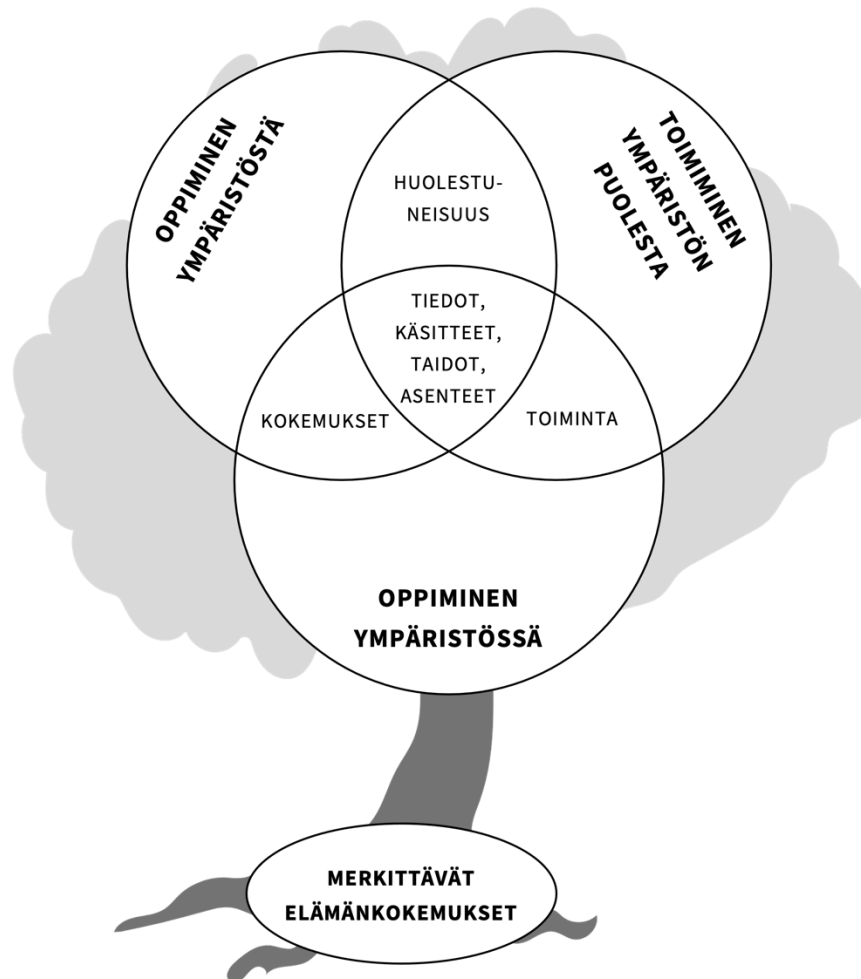 OPPIMINEN
YMPÄRISTÖSTÄ
TOIMIMINEN
YMPÄRISTÖN
PUOLESTA
HUOLESTU-
NEISUUS
TIEDOT,
KÄSITTEET,
TAIDOT,
ASENTEET
KOKEMUKSET
TOIMINTA
OPPIMINEN
YMPÄRISTÖSSÄ
MERKITTÄVÄT
ELÄMÄNKOKEMUKSET